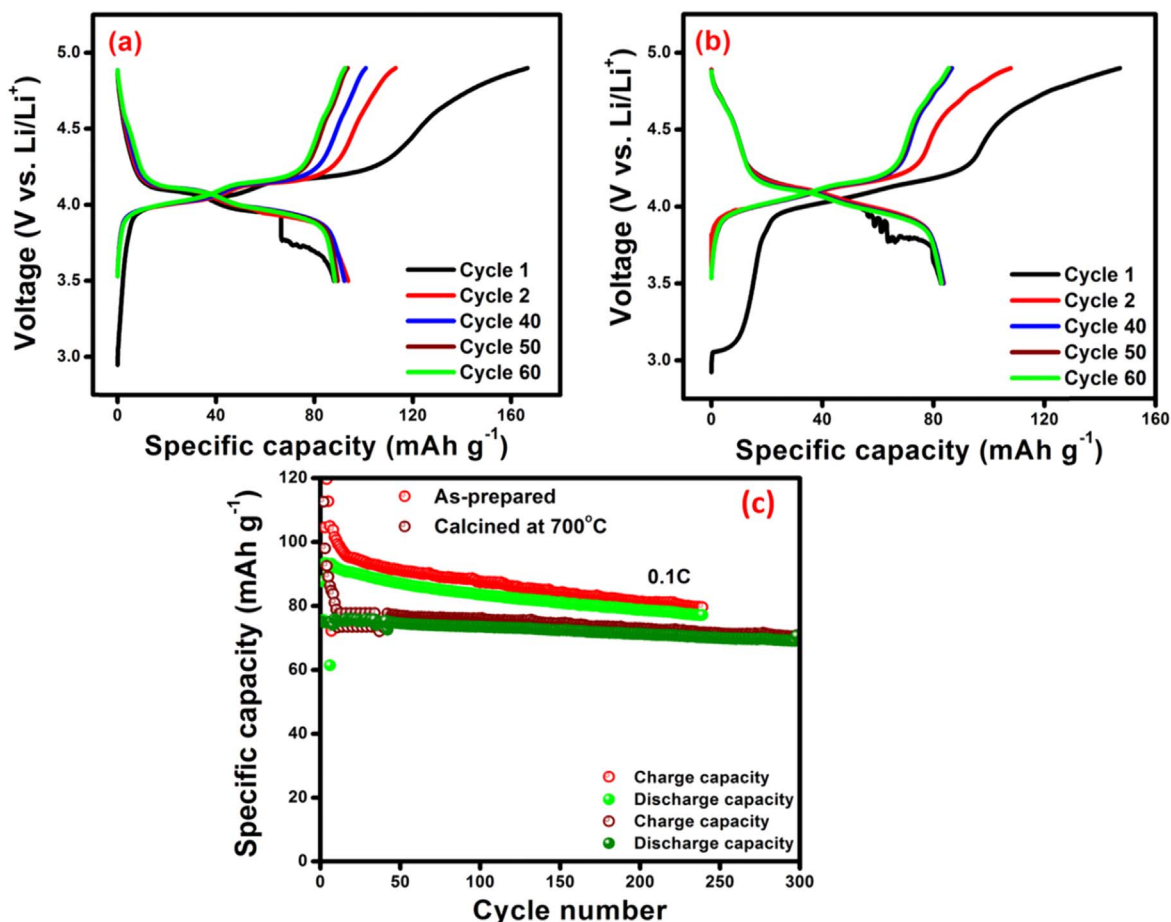 (a)
Voltage (V vs. Li/Li⁺)
5.0
4.5
4.0
3.5
3.0
Cycle 1
Cycle 2
Cycle 40
Cycle 50
Cycle 60
0 40 80 120 160
Specific capacity (mAh g⁻¹)
(b)
Voltage (V vs. Li/Li⁺)
5.0
4.5
4.0
3.5
3.0
Cycle 1
Cycle 2
Cycle 40
Cycle 50
Cycle 60
0 40 80 120 160
Specific capacity (mAh g⁻¹)
(c)
Specific capacity (mAh g⁻¹)
120
100
80
60
40
20
0
As-prepared
Calcined at 700°C
0.1C
Charge capacity
Discharge capacity
Charge capacity
Discharge capacity
0 50 100 150 200 250 300
Cycle number